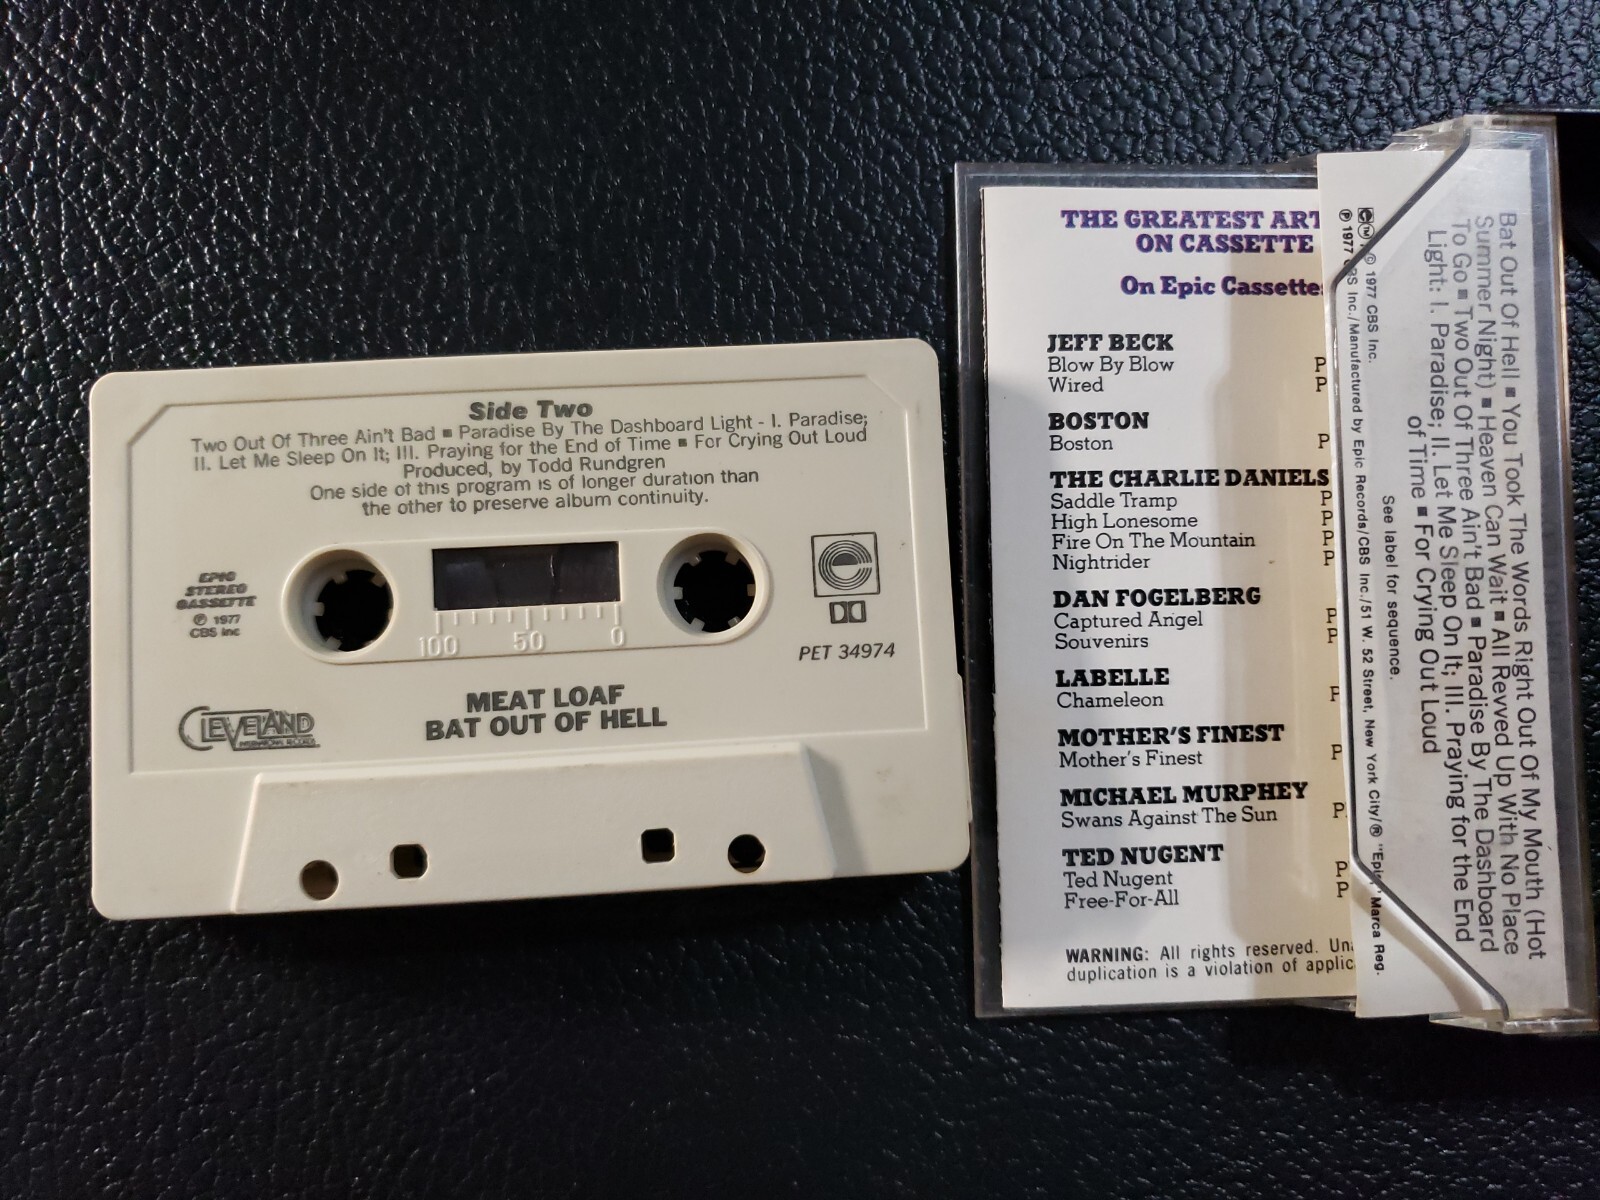 Side Two
Two Out Of Three Ain't Bad ■ Paradise By The Dashboard Light - I. Paradise;
II. Let Me Sleep On It; III. Praying for the End of Time ■ For Crying Out Loud
Produced, by Todd Rundgren
One side of this program is of longer duration than
the other to preserve album continuity.
EPIC
STEREO
CASSETTE
℗ 1977
CBS Inc
100 50 0
PET 34974
CLEVELAND
INTERNATIONAL RECORDS
MEAT LOAF
BAT OUT OF HELL
THE GREATEST ART
ON CASSETTE
On Epic Cassettes
JEFF BECK
Blow By Blow P
Wired P
BOSTON
Boston P
THE CHARLIE DANIELS
Saddle Tramp P
High Lonesome P
Fire On The Mountain P
Nightrider P
DAN FOGELBERG
Captured Angel P
Souvenirs P
LABELLE
Chameleon P
MOTHER'S FINEST
Mother's Finest P
MICHAEL MURPHEY
Swans Against The Sun P
TED NUGENT
Ted Nugent P
Free-For-All P
WARNING: All rights reserved. Una
duplication is a violation of applic
Bat Out Of Hell ■ You Took The Words Right Out Of My Mouth (Hot
Summer Night) ■ Heaven Can Wait ■ All Revved Up With No Place
To Go ■ Two Out Of Three Ain't Bad ■ Paradise By The Dashboard
Light: I. Paradise; II. Let Me Sleep On It; III. Praying for the End
of Time ■ For Crying Out Loud
See label for sequence.
© 1977 CBS Inc.
℗ 1977 CBS Inc./Manufactured by Epic Records/CBS Inc./51 W. 52 Street, New York City/® "Epic," Marca Reg.